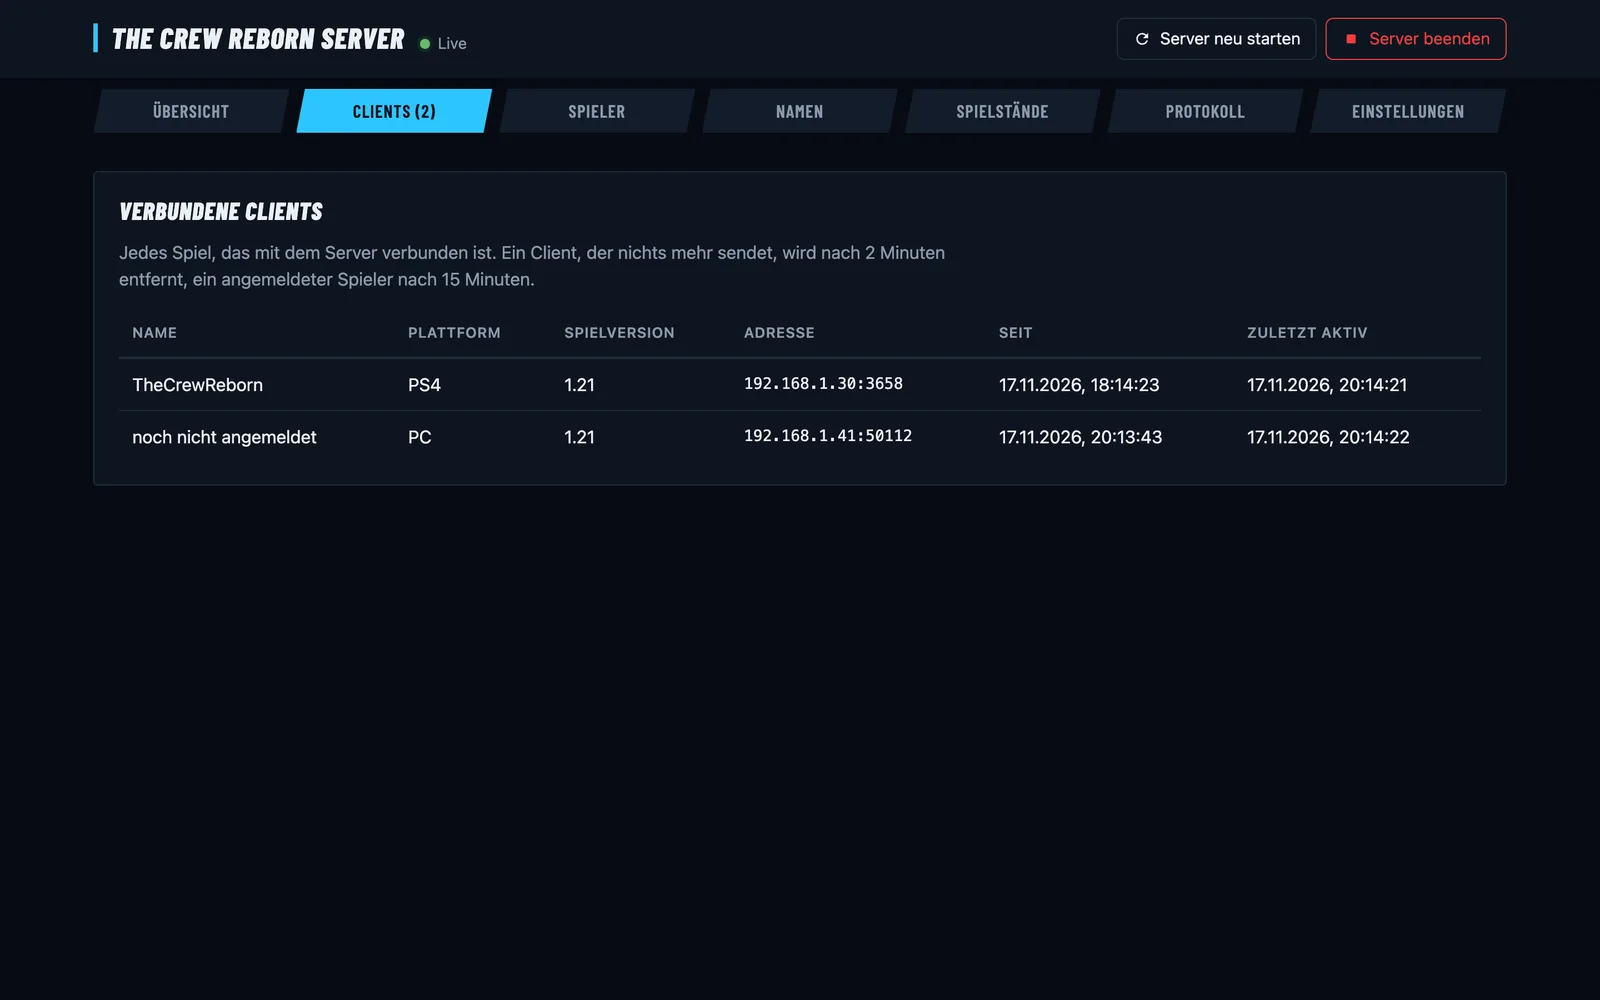 THE CREW REBORN SERVER
Live
Server neu starten
Server beenden
ÜBERSICHT
CLIENTS (2)
SPIELER
NAMEN
SPIELSTÄNDE
PROTOKOLL
EINSTELLUNGEN
VERBUNDENE CLIENTS
Jedes Spiel, das mit dem Server verbunden ist. Ein Client, der nichts mehr sendet, wird nach 2 Minuten
entfernt, ein angemeldeter Spieler nach 15 Minuten.
NAME PLATTFORM SPIELVERSION ADRESSE SEIT ZULETZT AKTIV
TheCrewReborn PS4 1.21 192.168.1.30:3658 17.11.2026, 18:14:23 17.11.2026, 20:14:21
noch nicht angemeldet PC 1.21 192.168.1.41:50112 17.11.2026, 20:13:43 17.11.2026, 20:14:22